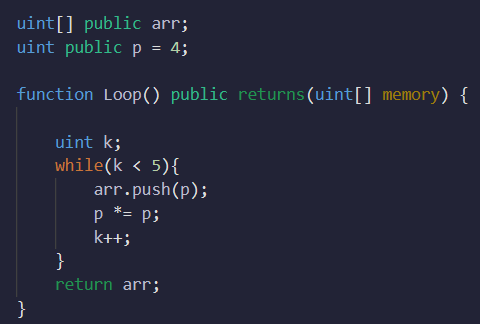 uint[] public arr;
uint public p = 4;
function Loop() public returns(uint[] memory) {
uint k;
while(k < 5){
arr.push(p);
p *= p;
k++;
}
return arr;
}